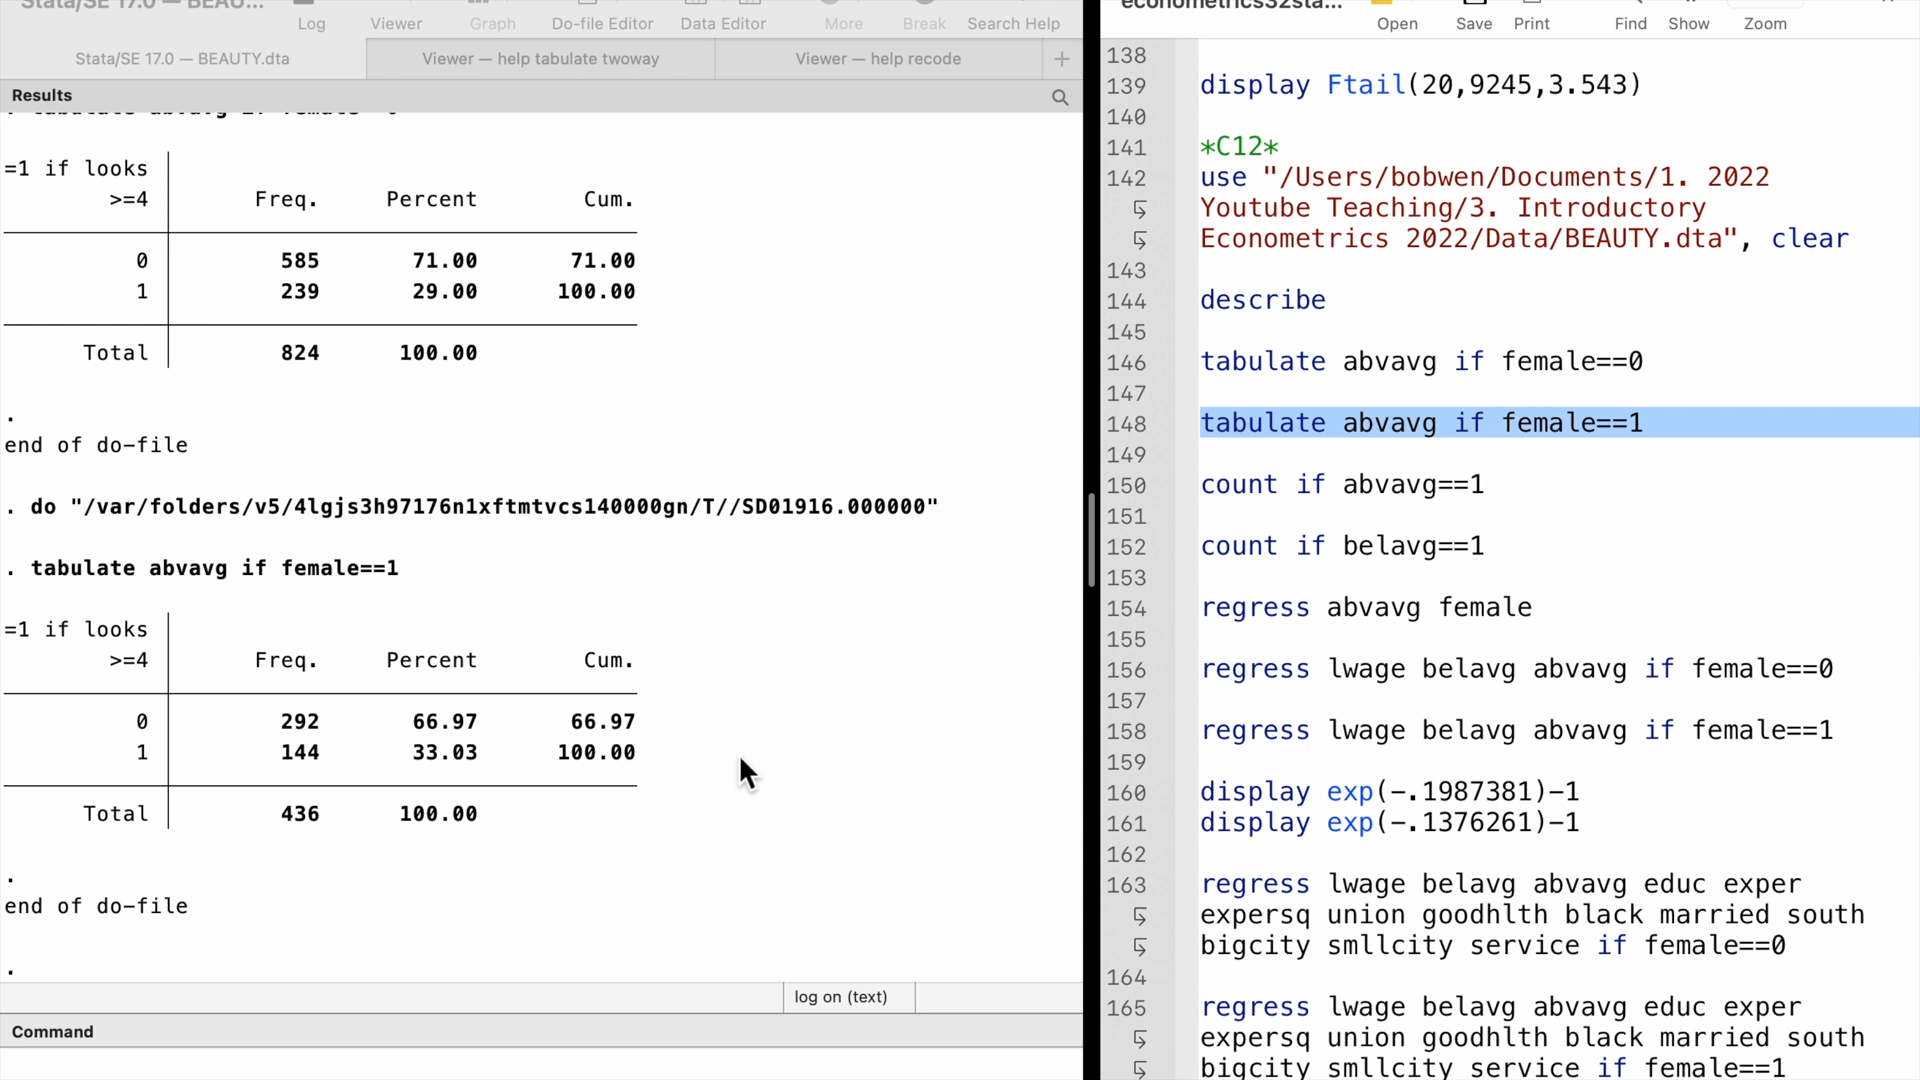 Stata/SE 17.0 — BEAU...
Log Viewer Graph Do-file Editor Data Editor More Break Search Help
Stata/SE 17.0 — BEAUTY.dta Viewer — help tabulate twoway Viewer — help recode +
Results
. tabulate abvavg if female==0
=1 if looks
>=4 Freq. Percent Cum.
0 585 71.00 71.00
1 239 29.00 100.00
Total 824 100.00
.
end of do-file
. do "/var/folders/v5/4lgjs3h97176n1xftmtvcs140000gn/T//SD01916.000000"
. tabulate abvavg if female==1
=1 if looks
>=4 Freq. Percent Cum.
0 292 66.97 66.97
1 144 33.03 100.00
Total 436 100.00
.
end of do-file
.
log on (text)
Command
econometrics32sta...
Open Save Print Find Show Zoom
138
139 display Ftail(20,9245,3.543)
140
141 *C12*
142 use "/Users/bobwen/Documents/1. 2022
Youtube Teaching/3. Introductory
Econometrics 2022/Data/BEAUTY.dta", clear
143
144 describe
145
146 tabulate abvavg if female==0
147
148 tabulate abvavg if female==1
149
150 count if abvavg==1
151
152 count if belavg==1
153
154 regress abvavg female
155
156 regress lwage belavg abvavg if female==0
157
158 regress lwage belavg abvavg if female==1
159
160 display exp(-.1987381)-1
161 display exp(-.1376261)-1
162
163 regress lwage belavg abvavg educ exper
expersq union goodhlth black married south
bigcity smllcity service if female==0
164
165 regress lwage belavg abvavg educ exper
expersq union goodhlth black married south
bigcity smllcity service if female==1